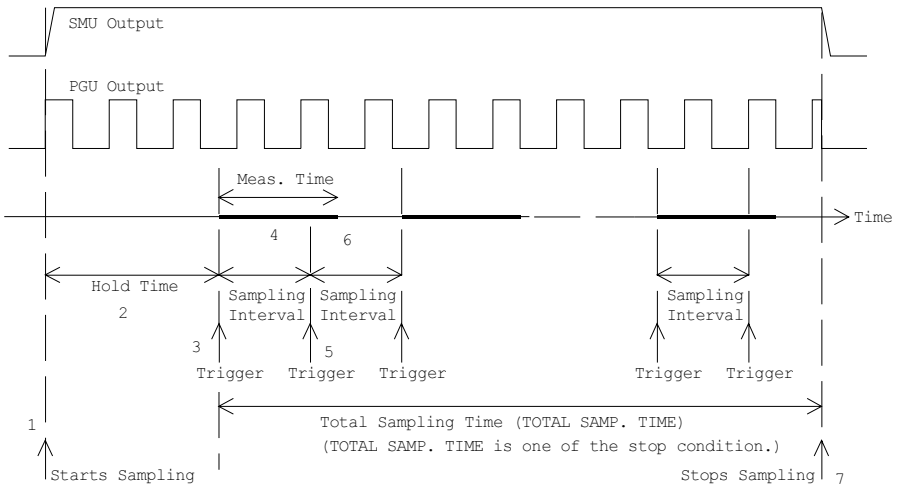 SMU Output
PGU Output
Meas. Time
Time
4
6
Hold Time
2
Sampling Interval
Sampling Interval
Sampling Interval
3
5
Trigger
Trigger
Trigger
Trigger
Trigger
1
Total Sampling Time (TOTAL SAMP. TIME)
(TOTAL SAMP. TIME is one of the stop condition.)
Starts Sampling
Stops Sampling
7